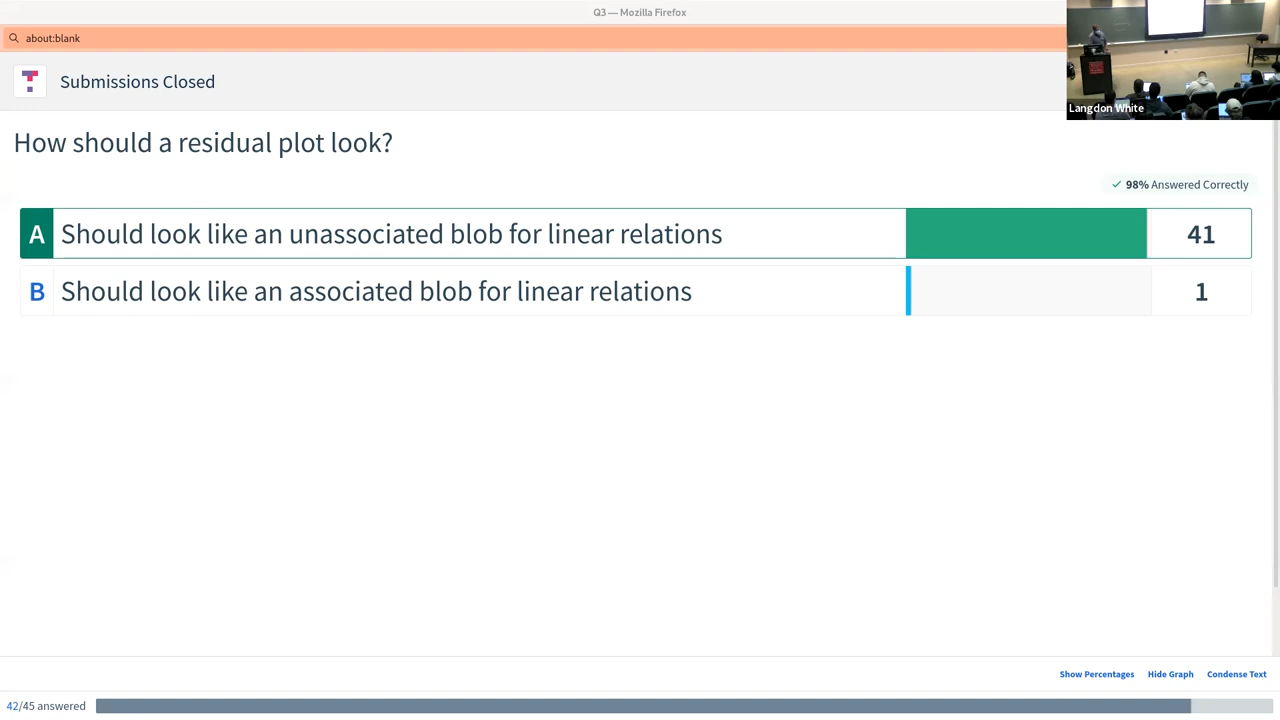 Q3 — Mozilla Firefox
about:blank
Submissions Closed
Langdon White
How should a residual plot look?
98% Answered Correctly
A Should look like an unassociated blob for linear relations 41
B Should look like an associated blob for linear relations 1
Show Percentages Hide Graph Condense Text
42/45 answered